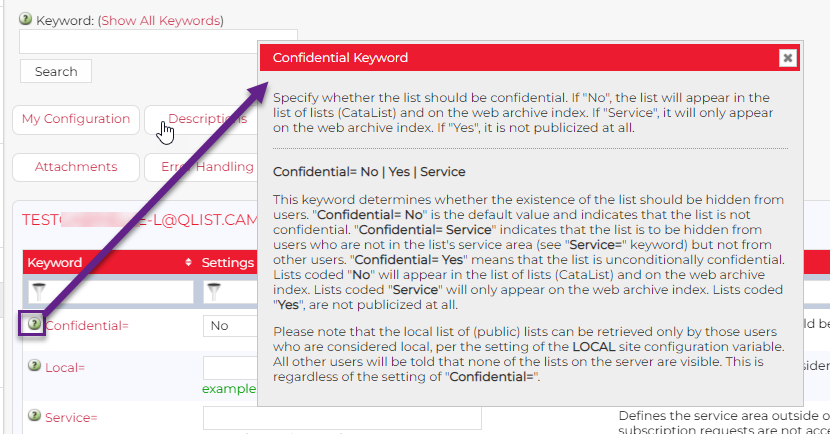 Keyword: (Show All Keywords)
Search
My Configuration
Descriptions
Attachments
Error Handling
TEST
E-L@QLIST.CAM
Keyword
Settings
Confidential=
No
Local=
example
Service=
Confidential Keyword
Specify whether the list should be confidential. If "No", the list will appear in the
list of lists (CataList) and on the web archive index. If "Service", it will only appear
on the web archive index. If "Yes", it is not publicized at all.
Confidential= No | Yes | Service
This keyword determines whether the existence of the list should be hidden from
users. "Confidential= No" is the default value and indicates that the list is not
confidential. "Confidential= Service" indicates that the list is to be hidden from
users who are not in the list's service area (see "Service=" keyword) but not from
other users. "Confidential= Yes" means that the list is unconditionally confidential.
Lists coded "No" will appear in the list of lists (CataList) and on the web archive
index. Lists coded "Service" will only appear on the web archive index. Lists coded
"Yes", are not publicized at all.
Please note that the local list of (public) lists can be retrieved only by those users
who are considered local, per the setting of the LOCAL site configuration variable.
All other users will be told that none of the lists on the server are visible. This is
regardless of the setting of "Confidential=".
Defines the service area outside o
subscription requests are not acce